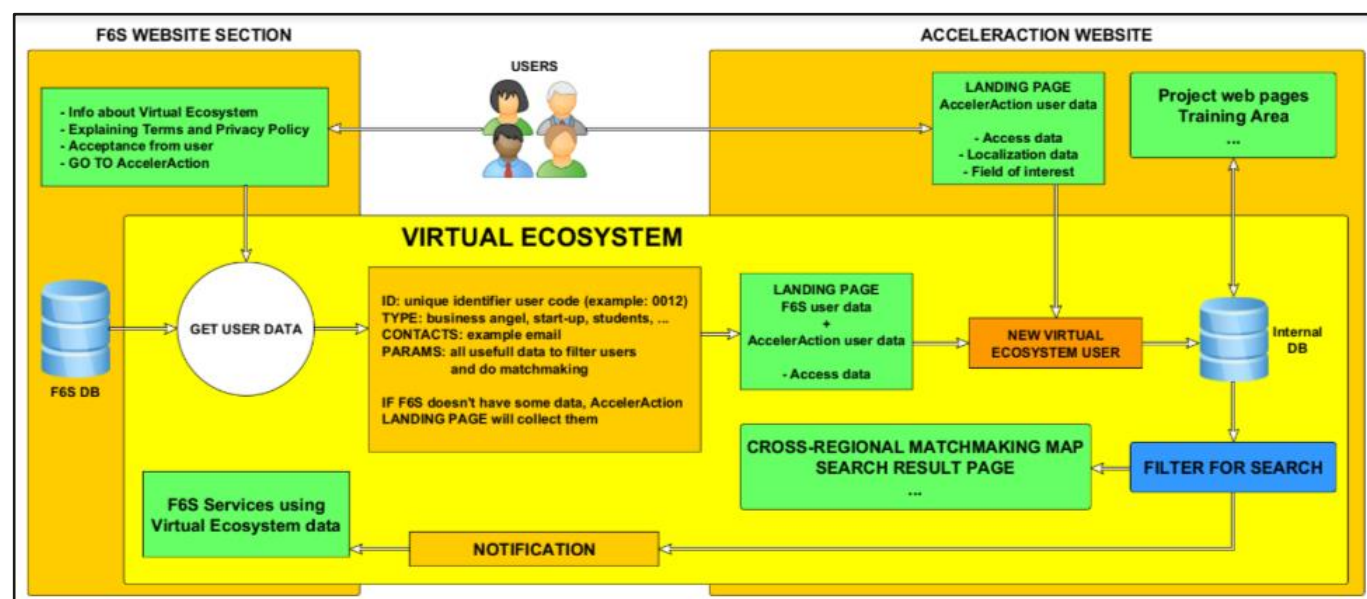 F6S WEBSITE SECTION
USERS
ACCELERACTION WEBSITE
- Info about Virtual Ecosystem
- Explaining Terms and Privacy Policy
- Acceptance from user
- GO TO AccelerAction
LANDING PAGE
AccelerAction user data
- Access data
- Localization data
- Field of interest
Project web pages
Training Area
...
VIRTUAL ECOSYSTEM
F6S DB
GET USER DATA
ID: unique identifier user code (example: 0012)
TYPE: business angel, start-up, students, ...
CONTACTS: example email
PARAMS: all usefull data to filter users
and do matchmaking
IF F6S doesn't have some data, AccelerAction
LANDING PAGE will collect them
LANDING PAGE
F6S user data
+
AccelerAction user data
- Access data
NEW VIRTUAL
ECOSYSTEM USER
Internal
DB
CROSS-REGIONAL MATCHMAKING MAP
SEARCH RESULT PAGE
...
FILTER FOR SEARCH
F6S Services using
Virtual Ecosystem data
NOTIFICATION